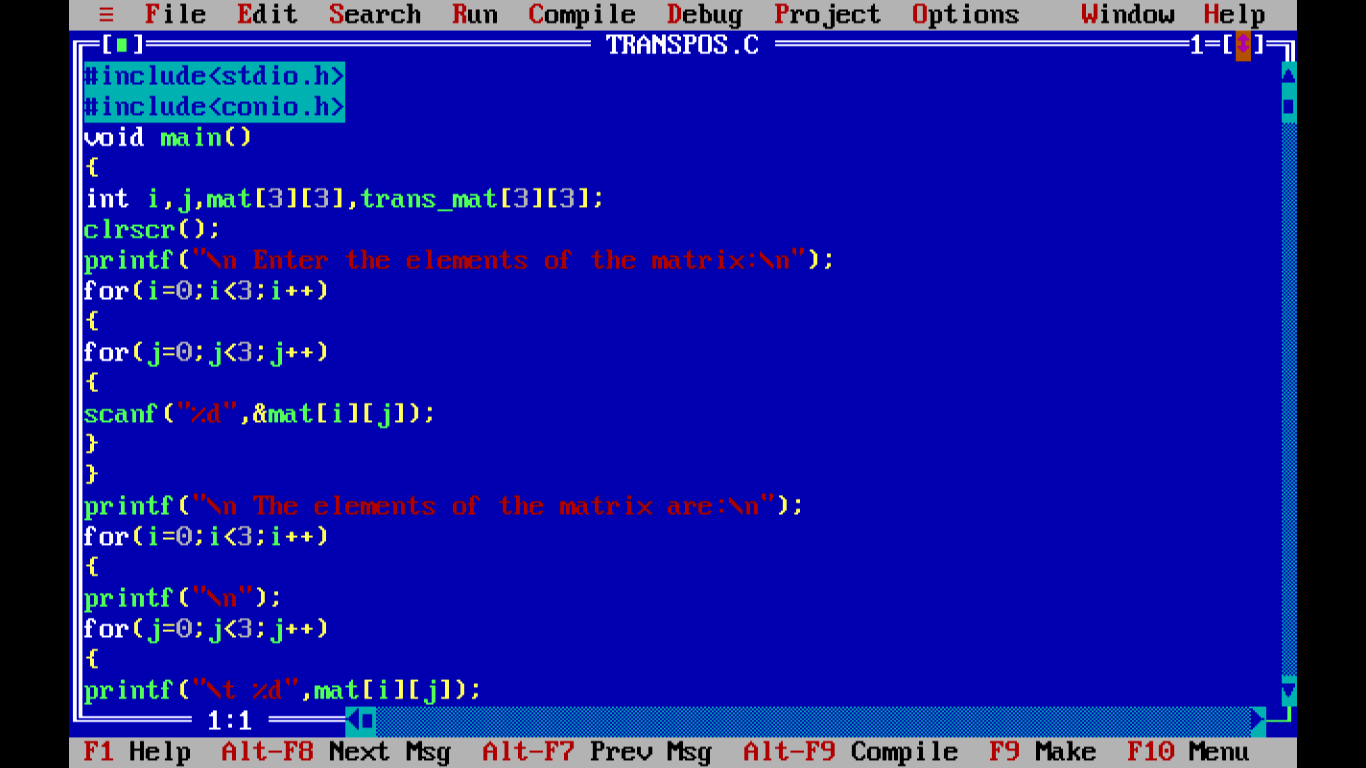 ≡ File Edit Search Run Compile Debug Project Options Window Help
[■] TRANSPOS.C 1=[↕]
#include<stdio.h>
#include<conio.h>
void main()
{
int i,j,mat[3][3],trans_mat[3][3];
clrscr();
printf("\n Enter the elements of the matrix:\n");
for(i=0;i<3;i++)
{
for(j=0;j<3;j++)
{
scanf("%d",&mat[i][j]);
}
}
printf("\n The elements of the matrix are:\n");
for(i=0;i<3;i++)
{
printf("\n");
for(j=0;j<3;j++)
{
printf("\t %d",mat[i][j]);
1:1
F1 Help Alt-F8 Next Msg Alt-F7 Prev Msg Alt-F9 Compile F9 Make F10 Menu